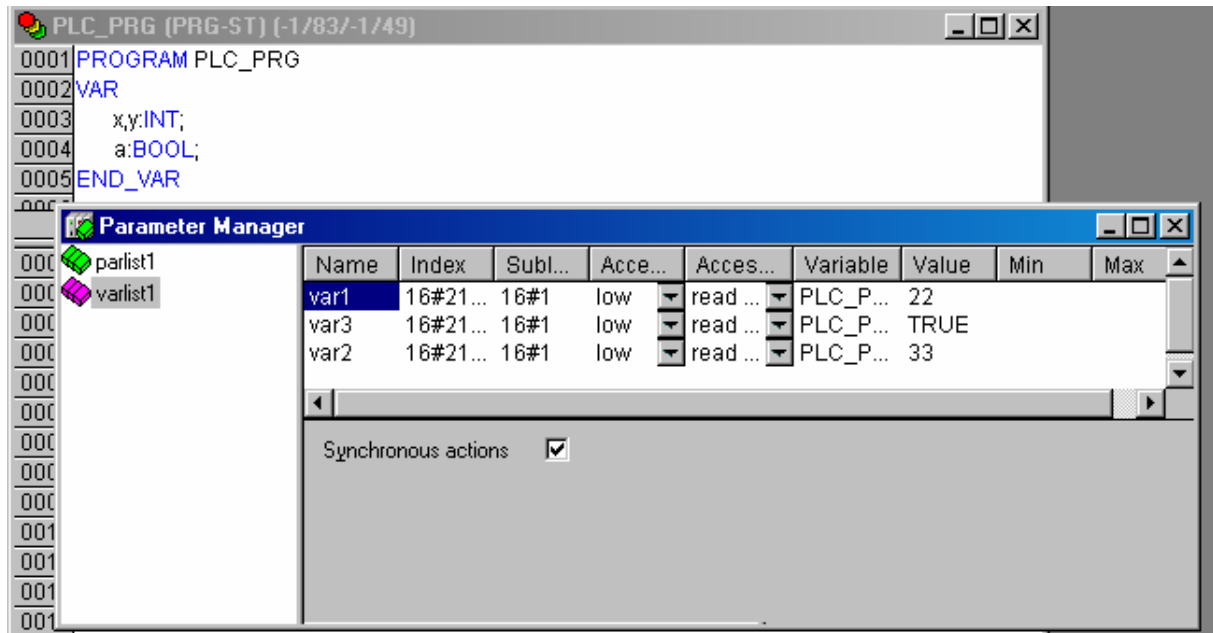 PLC_PRG (PRG-ST) (-1/83/-1/49)
0001 PROGRAM PLC_PRG
0002 VAR
0003 x,y:INT;
0004 a:BOOL;
0005 END_VAR
Parameter Manager
parlist1
varlist1
Name Index SubI... Acce... Acces... Variable Value Min Max
var1 16#21... 16#1 low read ... PLC_P... 22
var3 16#21... 16#1 low read ... PLC_P... TRUE
var2 16#21... 16#1 low read ... PLC_P... 33
Synchronous actions